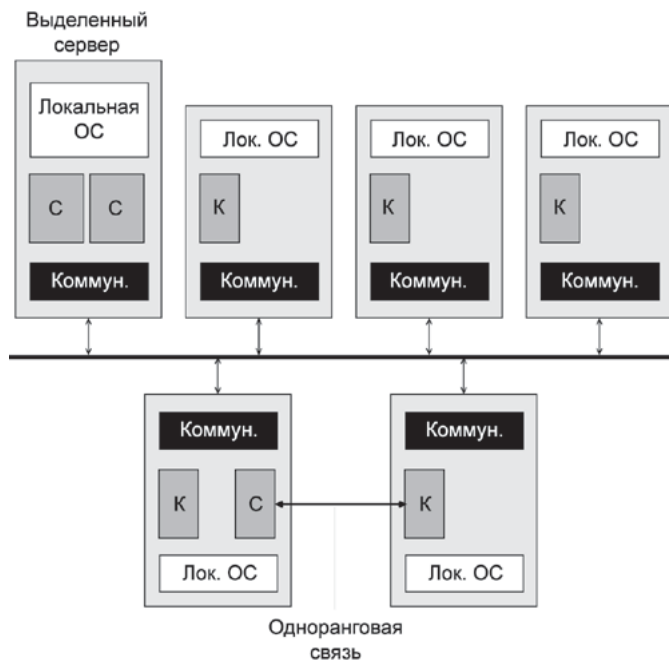 Выделенный
сервер
Локальная
ОС
С С
Коммун.
Лок. ОС
К
Коммун.
Лок. ОС
К
Коммун.
Лок. ОС
К
Коммун.
Коммун.
К С
Лок. ОС
Коммун.
К
Лок. ОС
Одноранговая
связь